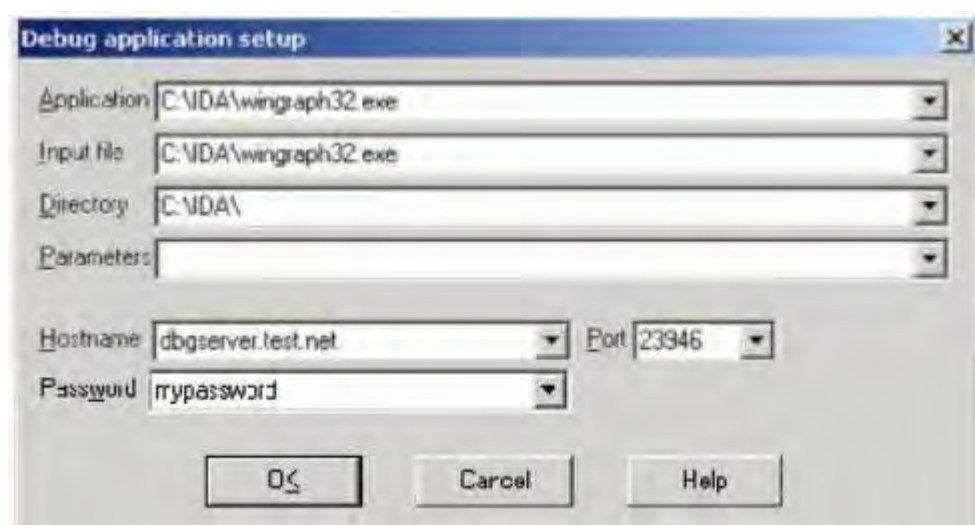 Debug application setup
Application C:\IDA\wingraph32.exe
Input file C:\IDA\wingraph32.exe
Directory C:\IDA\
Parameters
Hostname dbgserver.test.net Port 23946
Password mypassword
OK Cancel Help